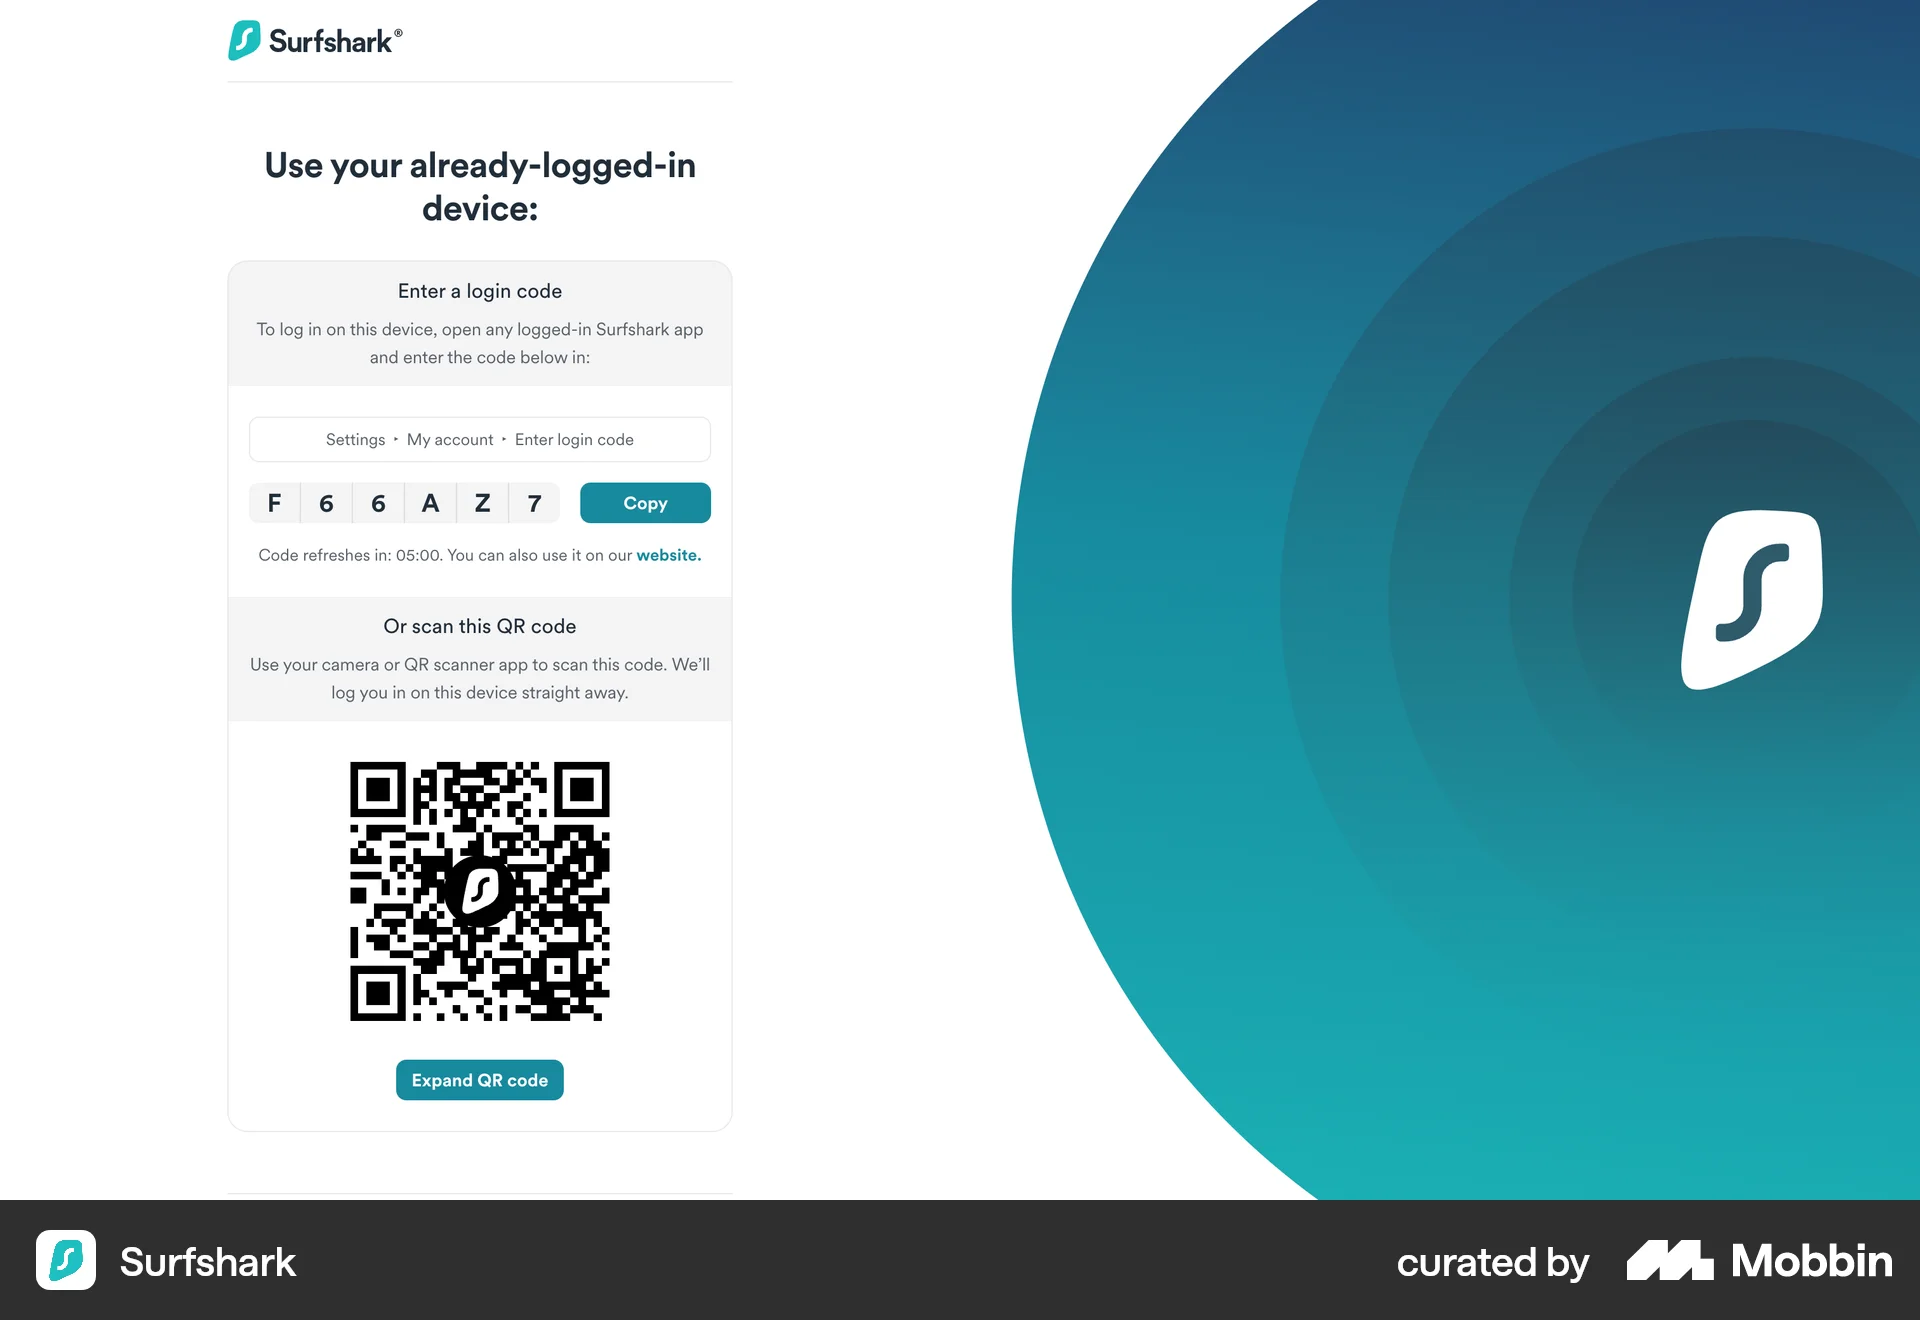 Surfshark®
Use your already-logged-in
device:
Enter a login code
To log in on this device, open any logged-in Surfshark app
and enter the code below in:
Settings ‣ My account ‣ Enter login code
F 6 6 A Z 7
Copy
Code refreshes in: 05:00. You can also use it on our website.
Or scan this QR code
Use your camera or QR scanner app to scan this code. We’ll
log you in on this device straight away.
Expand QR code
Surfshark
curated by Mobbin